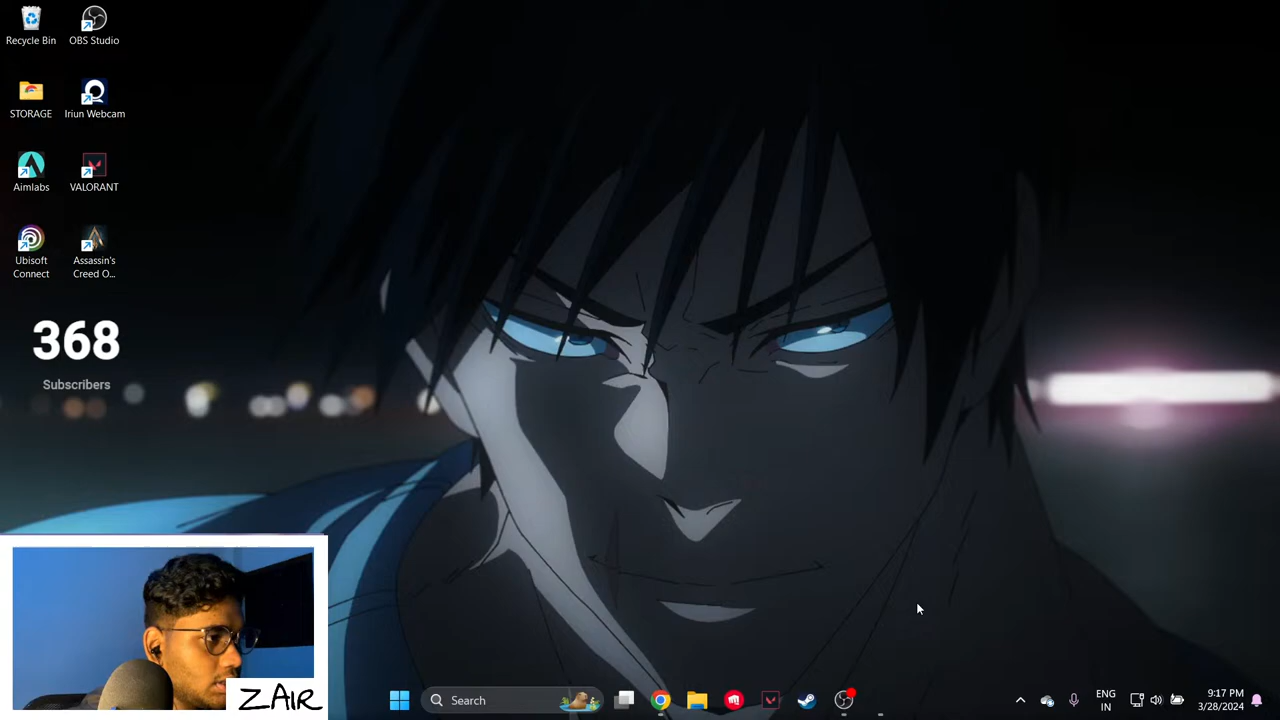 Recycle Bin
OBS Studio
STORAGE
Iriun Webcam
Aimlabs
VALORANT
Ubisoft
Connect
Assassin's
Creed O...
368
Subscribers
ZAIR
Search
ENG
IN
9:17 PM
3/28/2024